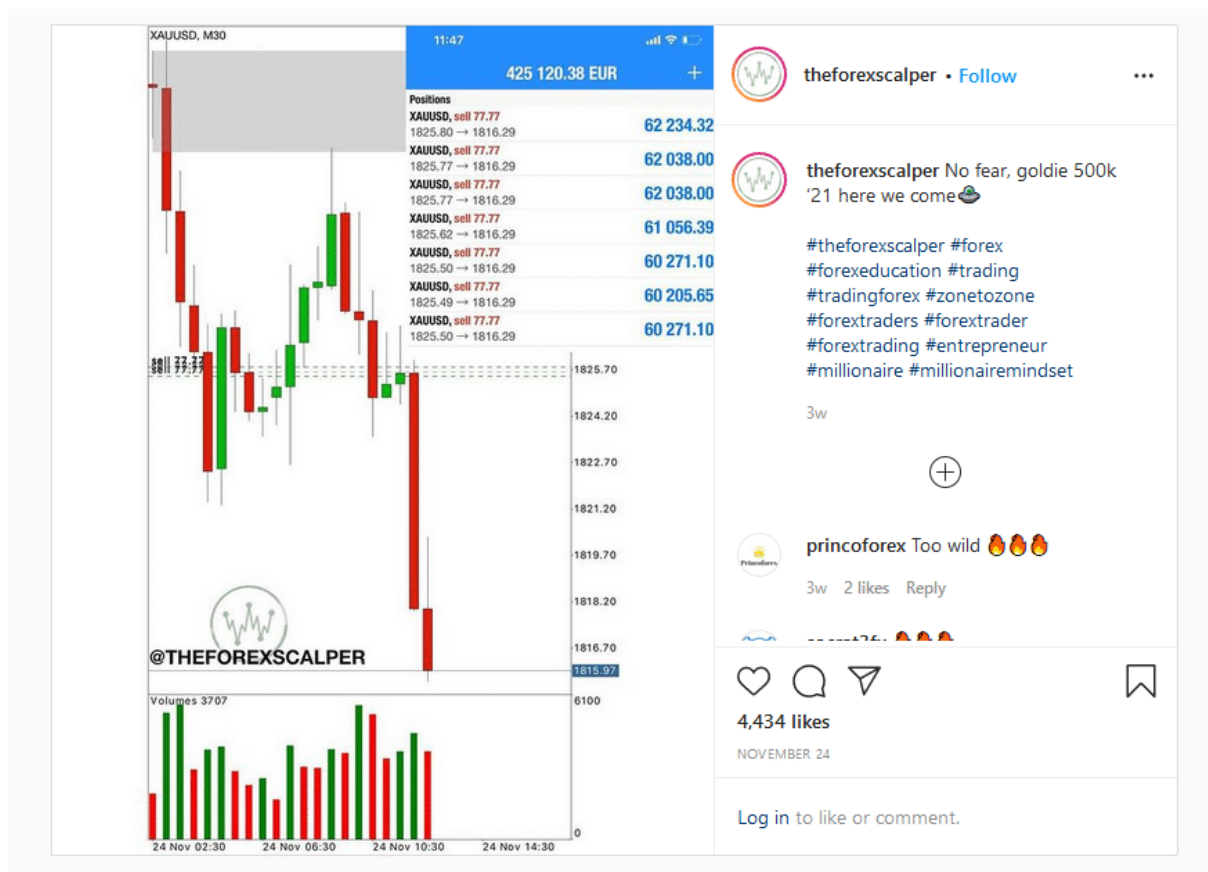 XAUUSD, M30
11:47
425 120.38 EUR
Positions
XAUUSD, sell 77.77
1825.80 → 1816.29
62 234.32
XAUUSD, sell 77.77
1825.77 → 1816.29
62 038.00
XAUUSD, sell 77.77
1825.77 → 1816.29
62 038.00
XAUUSD, sell 77.77
1825.62 → 1816.29
61 056.39
XAUUSD, sell 77.77
1825.50 → 1816.29
60 271.10
XAUUSD, sell 77.77
1825.49 → 1816.29
60 205.65
XAUUSD, sell 77.77
1825.50 → 1816.29
60 271.10
sell 77.77
sell 77.77
1825.70
1824.20
1822.70
1821.20
1819.70
1818.20
1816.70
1815.97
@THEFOREXSCALPER
Volumes 3707
6100
0
24 Nov 02:30
24 Nov 06:30
24 Nov 10:30
24 Nov 14:30
theforexscalper • Follow
theforexscalper No fear, goldie 500k
‘21 here we come🛸
#theforexscalper #forex
#forexeducation #trading
#tradingforex #zonetozone
#forextraders #forextrader
#forextrading #entrepreneur
#millionaire #millionairemindset
3w
Princoforex
princoforex Too wild 🔥🔥🔥
3w 2 likes Reply
4,434 likes
NOVEMBER 24
Log in to like or comment.